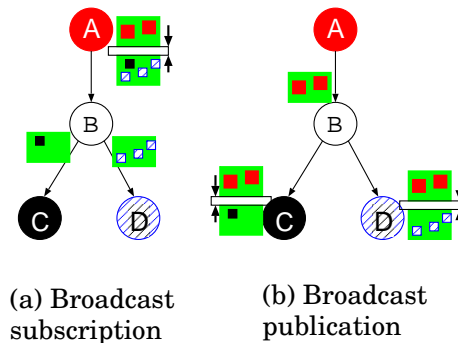 A
A
B
B
C
D
C
D
(a) Broadcast
subscription
(b) Broadcast
publication